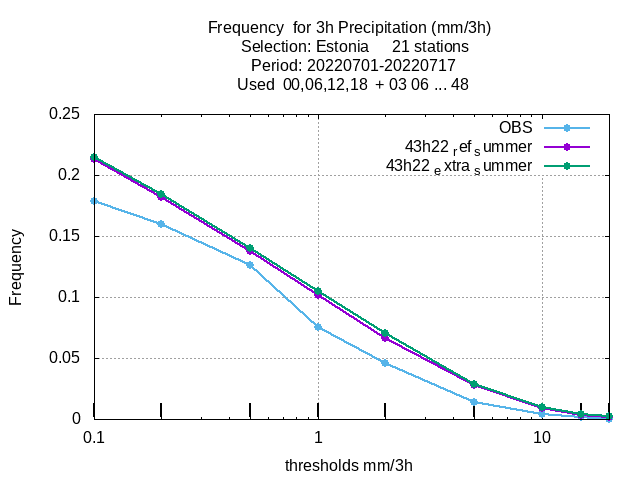 Frequency for 3h Precipitation (mm/3h)
Selection: Estonia 21 stations
Period: 20220701-20220717
Used 00,06,12,18 + 03 06 ... 48
0.25
0.2
0.15
0.1
0.05
0
Frequency
OBS
43h22 ref summer
43h22 extra summer
0.1
1
10
thresholds mm/3h